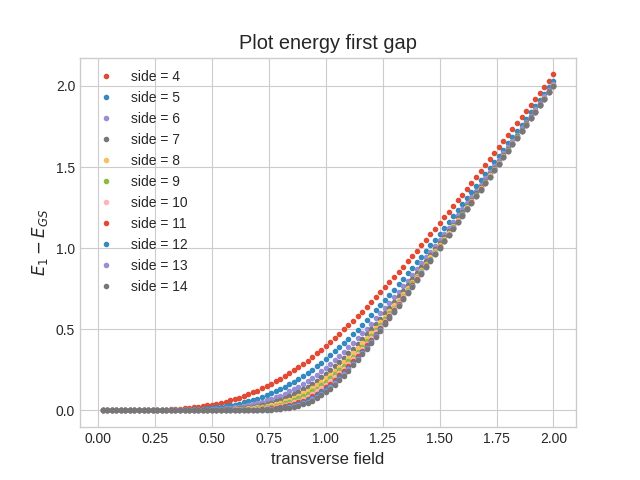 Plot energy first gap
side = 4
side = 5
side = 6
side = 7
side = 8
side = 9
side = 10
side = 11
side = 12
side = 13
side = 14
2.0
1.5
1.0
0.5
0.0
E₁ − E_GS
0.00 0.25 0.50 0.75 1.00 1.25 1.50 1.75 2.00
transverse field